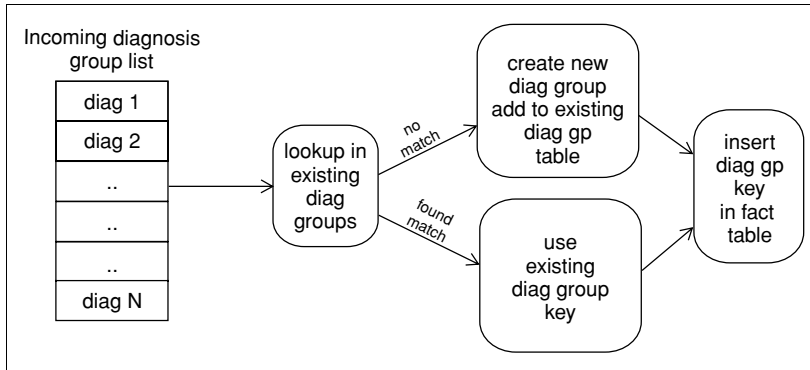 Incoming diagnosis
group list
diag 1
diag 2
..
..
..
diag N
lookup in
existing
diag
groups
no
match
found
match
create new
diag group
add to existing
diag gp
table
use
existing
diag group
key
insert
diag gp
key
in fact
table